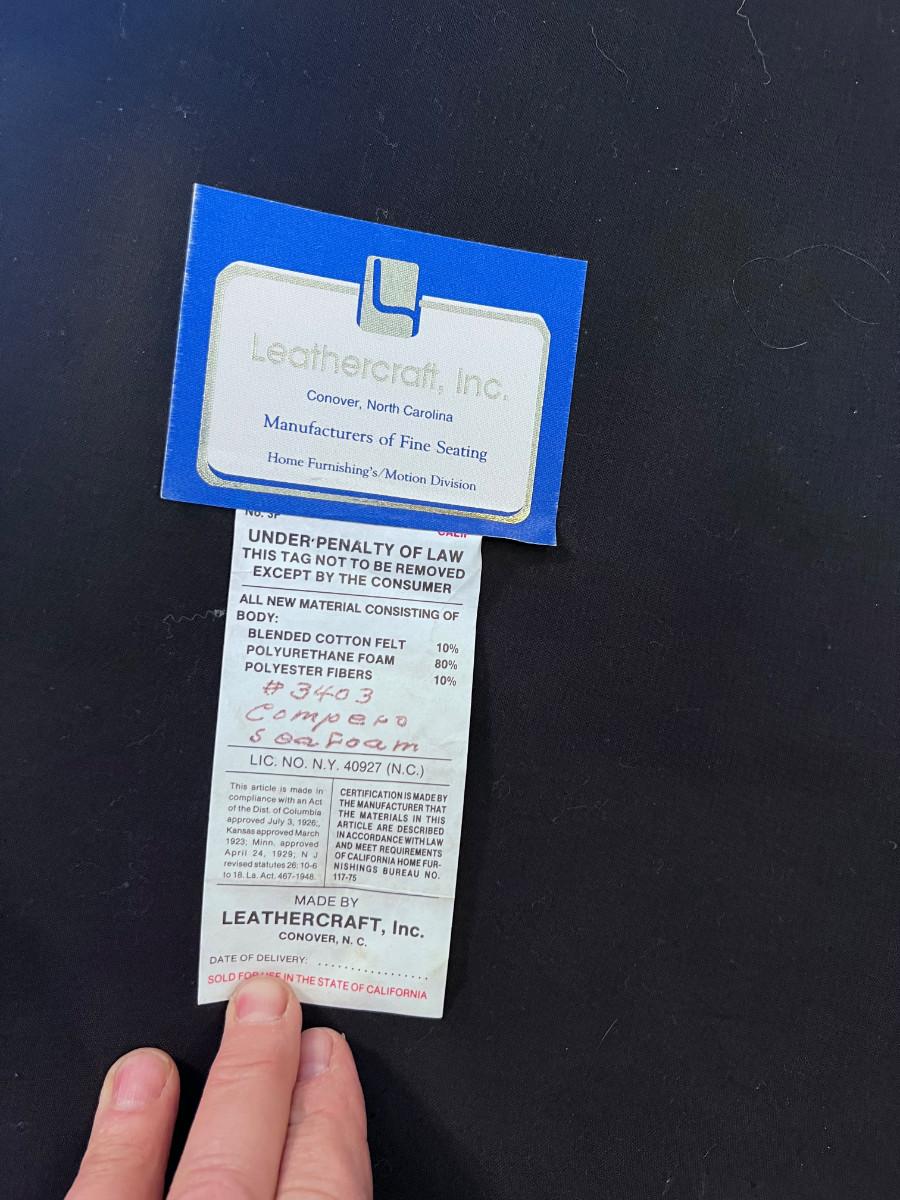 Leathercraft, Inc.
Conover, North Carolina
Manufacturers of Fine Seating
Home Furnishing's/Motion Division
UNDER PENALTY OF LAW
THIS TAG NOT TO BE REMOVED
EXCEPT BY THE CONSUMER
ALL NEW MATERIAL CONSISTING OF
BODY:
BLENDED COTTON FELT 10%
POLYURETHANE FOAM 80%
POLYESTER FIBERS 10%
#3403
Compero
Seafoam
LIC. NO. N.Y. 40927 (N.C.)
This article is made in
compliance with an Act
of the Dist. of Columbia
approved July 3, 1926;,
Kansas approved March
1923; Minn. approved
April 24, 1929; N J
revised statutes 26: 10-6
to 18. La. Act. 467-1948.
CERTIFICATION IS MADE BY
THE MANUFACTURER THAT
THE MATERIALS IN THIS
ARTICLE ARE DESCRIBED
IN ACCORDANCE WITH LAW
AND MEET REQUIREMENTS
OF CALIFORNIA HOME FUR-
NISHINGS BUREAU NO.
117-75
MADE BY
LEATHERCRAFT, Inc.
CONOVER, N. C.
DATE OF DELIVERY: .................
SOLD FOR USE IN THE STATE OF CALIFORNIA